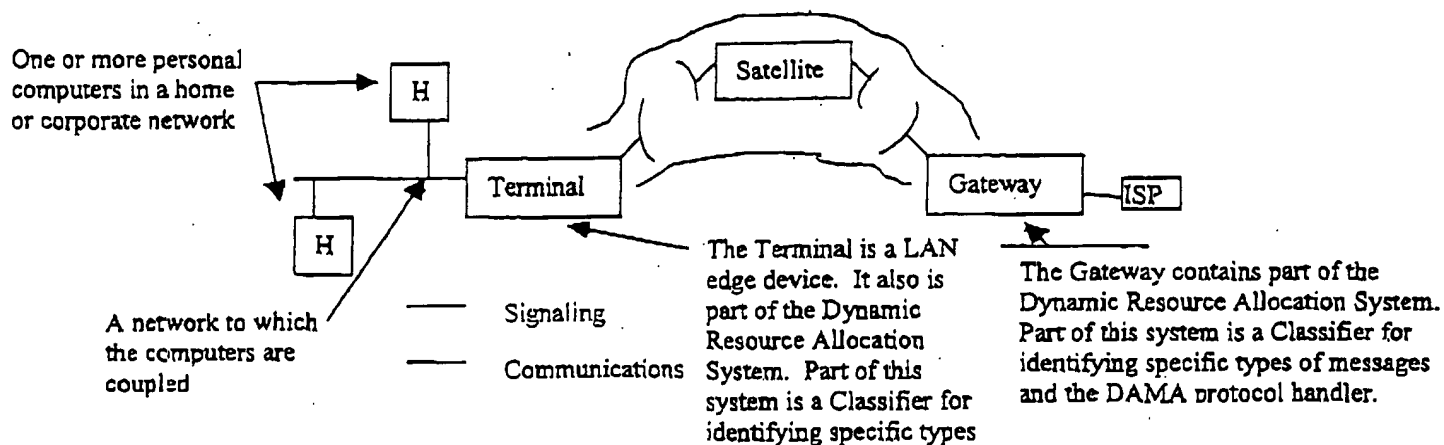 One or more personal
computers in a home
or corporate network
H
Satellite
Terminal
Gateway
ISP
H
A network to which
the computers are
coupled
Signaling
Communications
The Terminal is a LAN
edge device. It also is
part of the Dynamic
Resource Allocation
System. Part of this
system is a Classifier for
identifying specific types
The Gateway contains part of the
Dynamic Resource Allocation System.
Part of this system is a Classifier for
identifying specific types of messages
and the DAMA protocol handler.